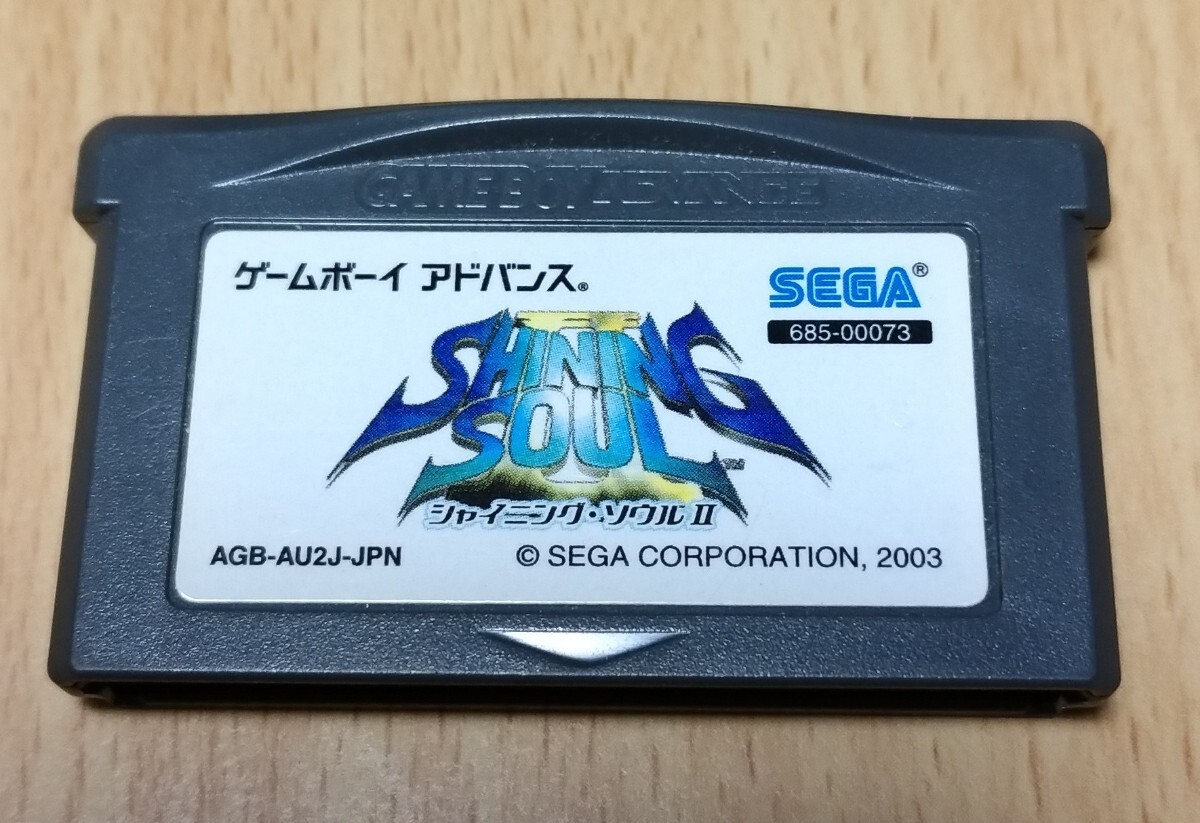 GAME BOY ADVANCE
ゲームボーイ アドバンス®
SEGA®
685-00073
SHINING
SOUL
II
™
シャイニング・ソウルⅡ
AGB-AU2J-JPN
© SEGA CORPORATION, 2003